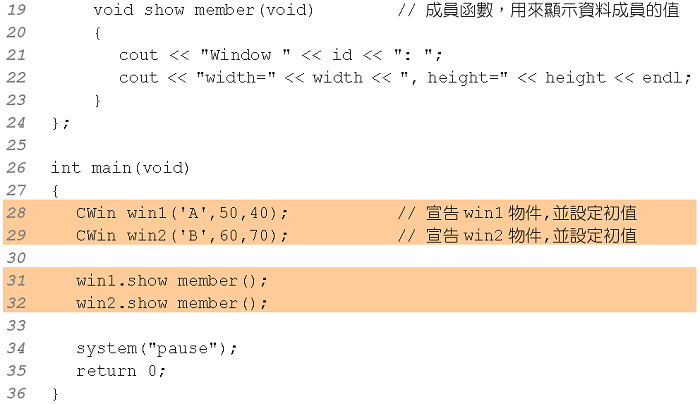 19 void show member(void) // 成員函數，用來顯示資料成員的值
20 {
21 cout << "Window " << id << ": ";
22 cout << "width=" << width << ", height=" << height << endl;
23 }
24 };
25
26 int main(void)
27 {
28 CWin win1('A',50,40); // 宣告 win1 物件,並設定初值
29 CWin win2('B',60,70); // 宣告 win2 物件,並設定初值
30
31 win1.show member();
32 win2.show member();
33
34 system("pause");
35 return 0;
36 }